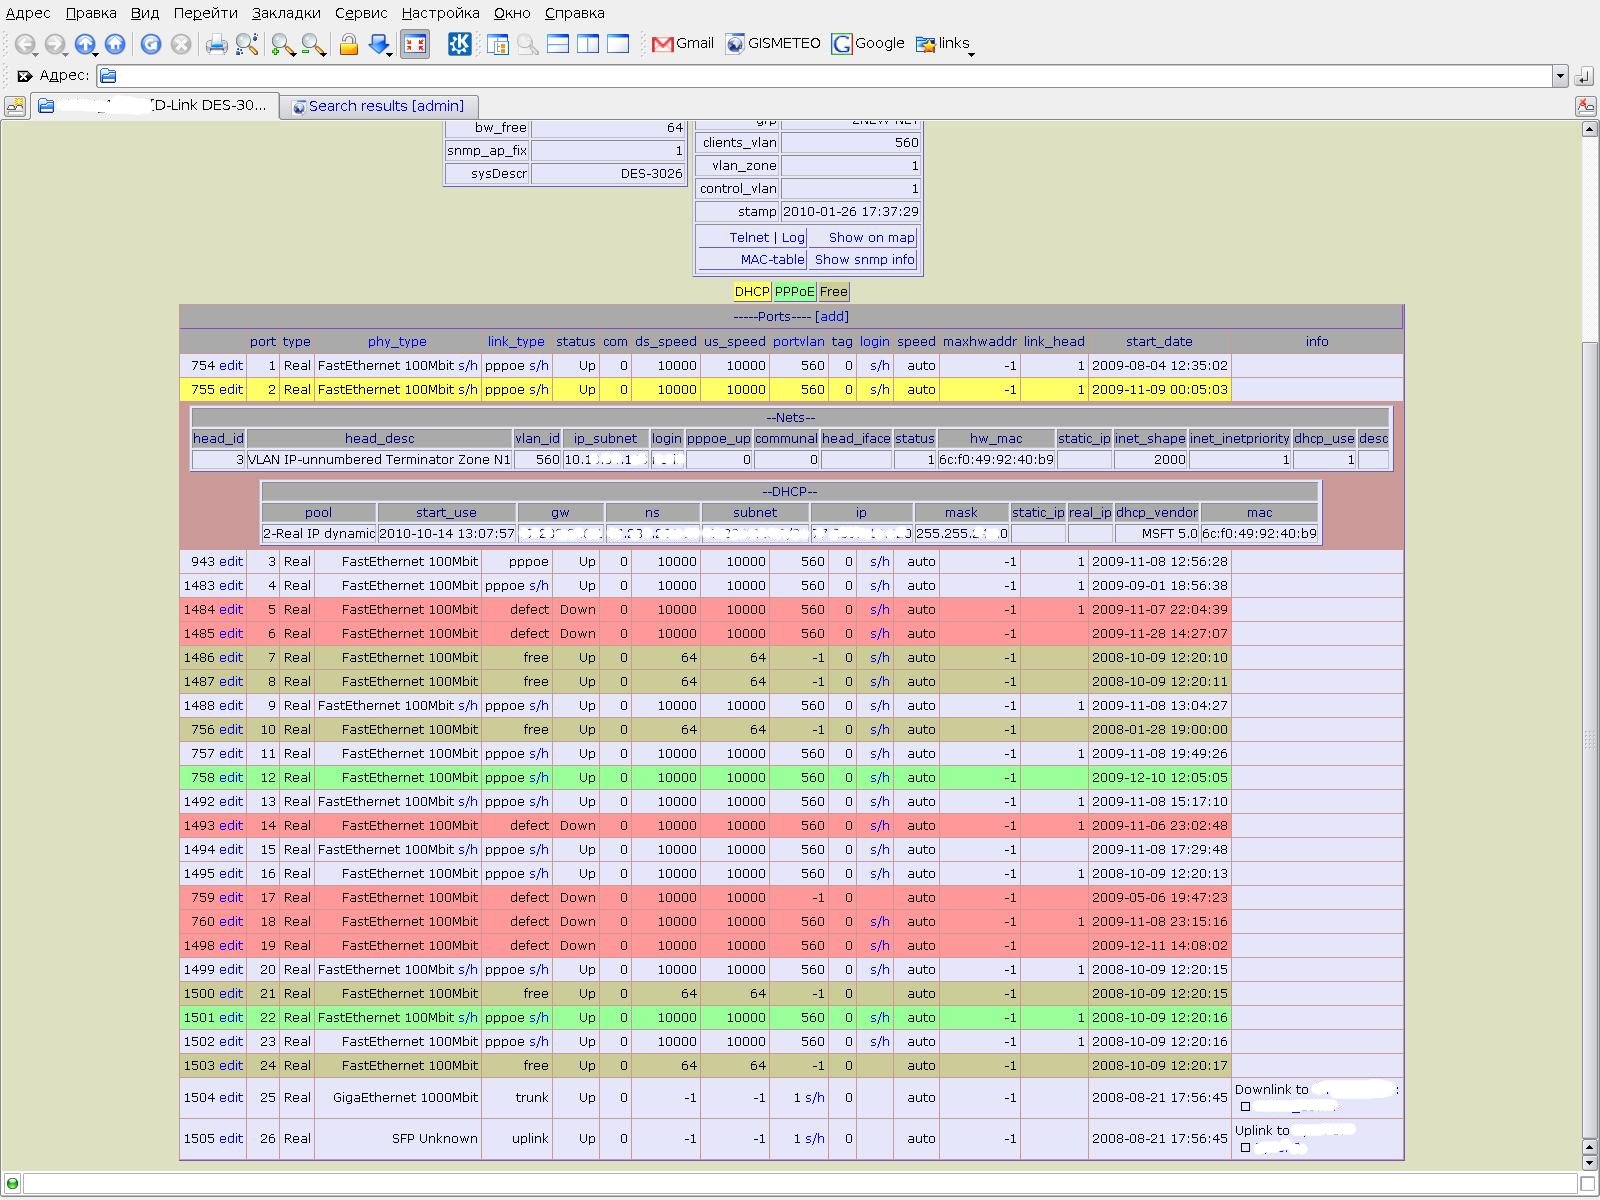 Адрес Правка Вид Перейти Закладки Сервис Настройка Окно Справка
Gmail GISMETEO Google links
Адрес:
[D-Link DES-30... Search results [admin]
bw_free 64
snmp_ap_fix 1
sysDescr DES-3026
clients_vlan 560
vlan_zone 1
control_vlan 1
stamp 2010-01-26 17:37:29
Telnet | Log Show on map
MAC-table Show snmp info
DHCP PPPoE Free
-----Ports---- [add]
port type phy_type link_type status com ds_speed us_speed portvlan tag login speed maxhwaddr link_head start_date info
754 edit 1 Real FastEthernet 100Mbit s/h pppoe s/h Up 0 10000 10000 560 0 s/h auto -1 1 2009-08-04 12:35:02
755 edit 2 Real FastEthernet 100Mbit s/h pppoe s/h Up 0 10000 10000 560 0 s/h auto -1 1 2009-11-09 00:05:03
--Nets--
head_id head_desc vlan_id ip_subnet login pppoe_up communal head_iface status hw_mac static_ip inet_shape inet_inetpriority dhcp_use desc
3 VLAN IP-unnumbered Terminator Zone N1 560 0 0 1 6c:f0:49:92:40:b9 2000 1 1
--DHCP--
pool start_use gw ns subnet ip mask static_ip real_ip dhcp_vendor mac
2-Real IP dynamic 2010-10-14 13:07:57 MSFT 5.0 6c:f0:49:92:40:b9
943 edit 3 Real FastEthernet 100Mbit pppoe Up 0 10000 10000 560 0 s/h auto -1 1 2009-11-08 12:56:28
1483 edit 4 Real FastEthernet 100Mbit pppoe s/h Up 0 10000 10000 560 0 s/h auto -1 1 2009-09-01 18:56:38
1484 edit 5 Real FastEthernet 100Mbit defect Down 0 10000 10000 560 0 s/h auto -1 1 2009-11-07 22:04:39
1485 edit 6 Real FastEthernet 100Mbit defect Down 0 10000 10000 560 0 s/h auto -1 2009-11-28 14:27:07
1486 edit 7 Real FastEthernet 100Mbit free Up 0 64 64 -1 0 s/h auto -1 2008-10-09 12:20:10
1487 edit 8 Real FastEthernet 100Mbit free Up 0 64 64 -1 0 s/h auto -1 2008-10-09 12:20:11
1488 edit 9 Real FastEthernet 100Mbit s/h pppoe s/h Up 0 10000 10000 560 0 s/h auto -1 1 2009-11-08 13:04:27
756 edit 10 Real FastEthernet 100Mbit free Up 0 64 64 -1 0 s/h auto -1 2008-01-28 19:00:00
757 edit 11 Real FastEthernet 100Mbit s/h pppoe s/h Up 0 10000 10000 560 0 s/h auto -1 1 2009-11-08 19:49:26
758 edit 12 Real FastEthernet 100Mbit pppoe s/h Up 0 10000 10000 560 0 s/h auto -1 2009-12-10 12:05:05
1492 edit 13 Real FastEthernet 100Mbit s/h pppoe s/h Up 0 10000 10000 560 0 s/h auto -1 1 2009-11-08 15:17:10
1493 edit 14 Real FastEthernet 100Mbit defect Down 0 10000 10000 560 0 s/h auto -1 1 2009-11-06 23:02:48
1494 edit 15 Real FastEthernet 100Mbit s/h pppoe s/h Up 0 10000 10000 560 0 s/h auto -1 1 2009-11-08 17:29:48
1495 edit 16 Real FastEthernet 100Mbit s/h pppoe s/h Up 0 10000 10000 560 0 s/h auto -1 1 2008-10-09 12:20:13
759 edit 17 Real FastEthernet 100Mbit defect Down 0 10000 10000 -1 0 auto -1 2009-05-06 19:47:23
760 edit 18 Real FastEthernet 100Mbit defect Down 0 10000 10000 560 0 s/h auto -1 1 2009-11-08 23:15:16
1498 edit 19 Real FastEthernet 100Mbit defect Down 0 10000 10000 560 0 s/h auto -1 2009-12-11 14:08:02
1499 edit 20 Real FastEthernet 100Mbit s/h pppoe s/h Up 0 10000 10000 560 0 s/h auto -1 1 2008-10-09 12:20:15
1500 edit 21 Real FastEthernet 100Mbit free Up 0 64 64 -1 0 auto -1 2008-10-09 12:20:15
1501 edit 22 Real FastEthernet 100Mbit s/h pppoe s/h Up 0 10000 10000 560 0 s/h auto -1 1 2008-10-09 12:20:16
1502 edit 23 Real FastEthernet 100Mbit pppoe s/h Up 0 10000 10000 560 0 s/h auto -1 1 2008-10-09 12:20:16
1503 edit 24 Real FastEthernet 100Mbit free Up 0 64 64 -1 0 auto -1 2008-10-09 12:20:17
1504 edit 25 Real GigaEthernet 1000Mbit trunk Up 0 -1 -1 1 s/h 0 auto -1 2008-08-21 17:56:45 Downlink to :
1505 edit 26 Real SFP Unknown uplink Up 0 -1 -1 1 s/h 0 auto -1 2008-08-21 17:56:45 Uplink to